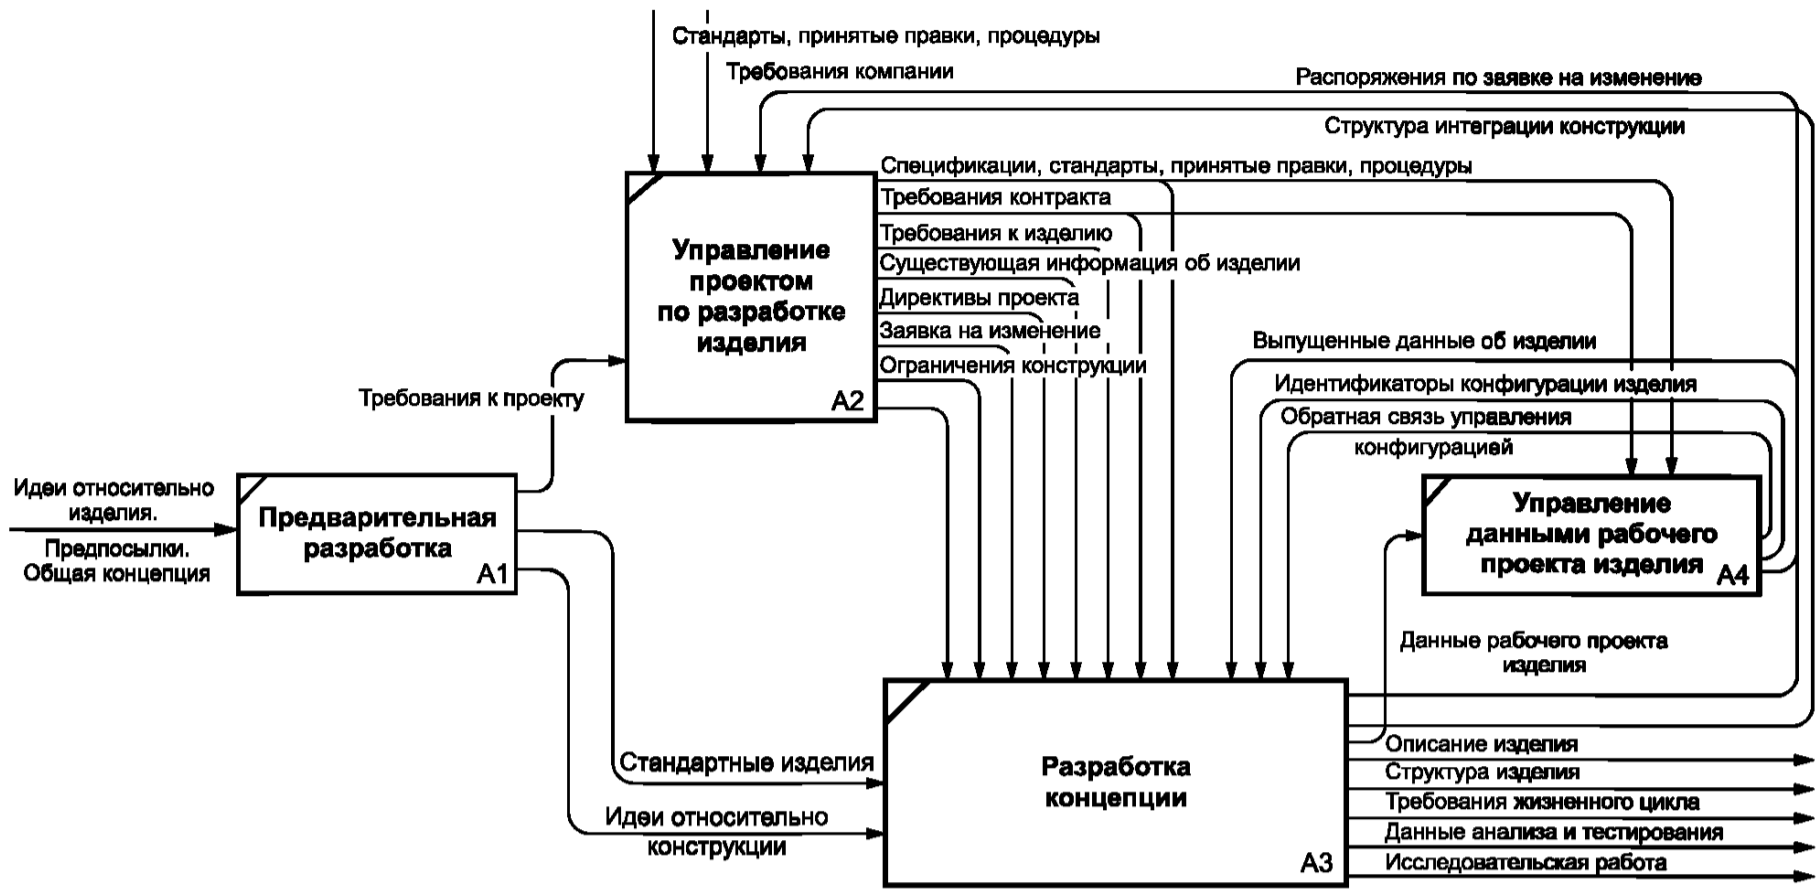 Стандарты, принятые правки, процедуры
Требования компании
Распоряжения по заявке на изменение
Структура интеграции конструкции
Спецификации, стандарты, принятые правки, процедуры
Требования контракта
Требования к изделию
Существующая информация об изделии
Директивы проекта
Заявка на изменение
Ограничения конструкции
Управление
проектом
по разработке
изделия
А2
Выпущенные данные об изделии
Идентификаторы конфигурации изделия
Обратная связь управления
конфигурацией
Требования к проекту
Идеи относительно
изделия.
Предпосылки.
Общая концепция
Предварительная
разработка
А1
Управление
данными рабочего
проекта изделия
А4
Данные рабочего проекта
изделия
Стандартные изделия
Идеи относительно
конструкции
Разработка
концепции
А3
Описание изделия
Структура изделия
Требования жизненного цикла
Данные анализа и тестирования
Исследовательская работа